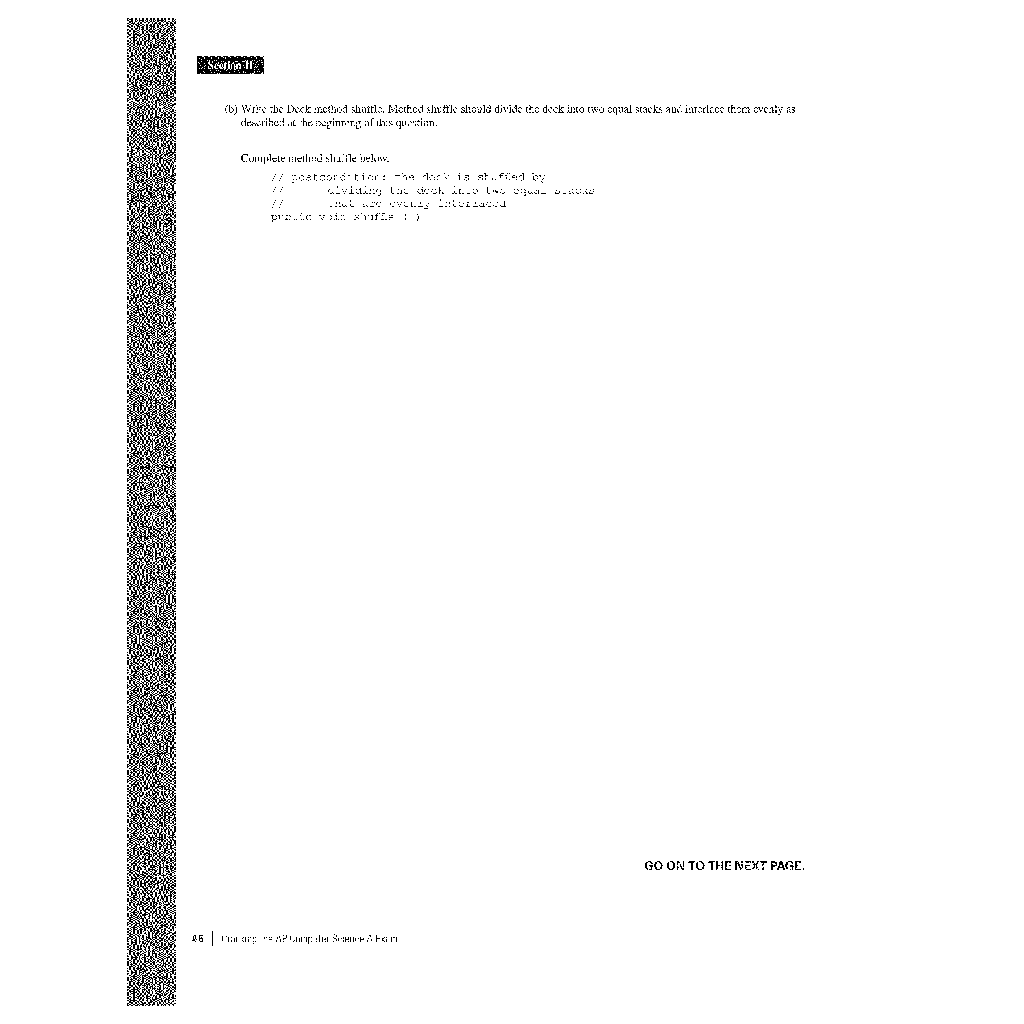 Section II
(b) Write the Deck method shuffle. Method shuffle should divide the deck into two equal stacks and interlace them evenly as
described at the beginning of this question.
Complete method shuffle below.
// postcondition: the deck is shuffled by
// dividing the deck into two equal stacks
// that are evenly interlaced
public void shuffle ( )
GO ON TO THE NEXT PAGE.
Cracking the AP Computer Science A Exam